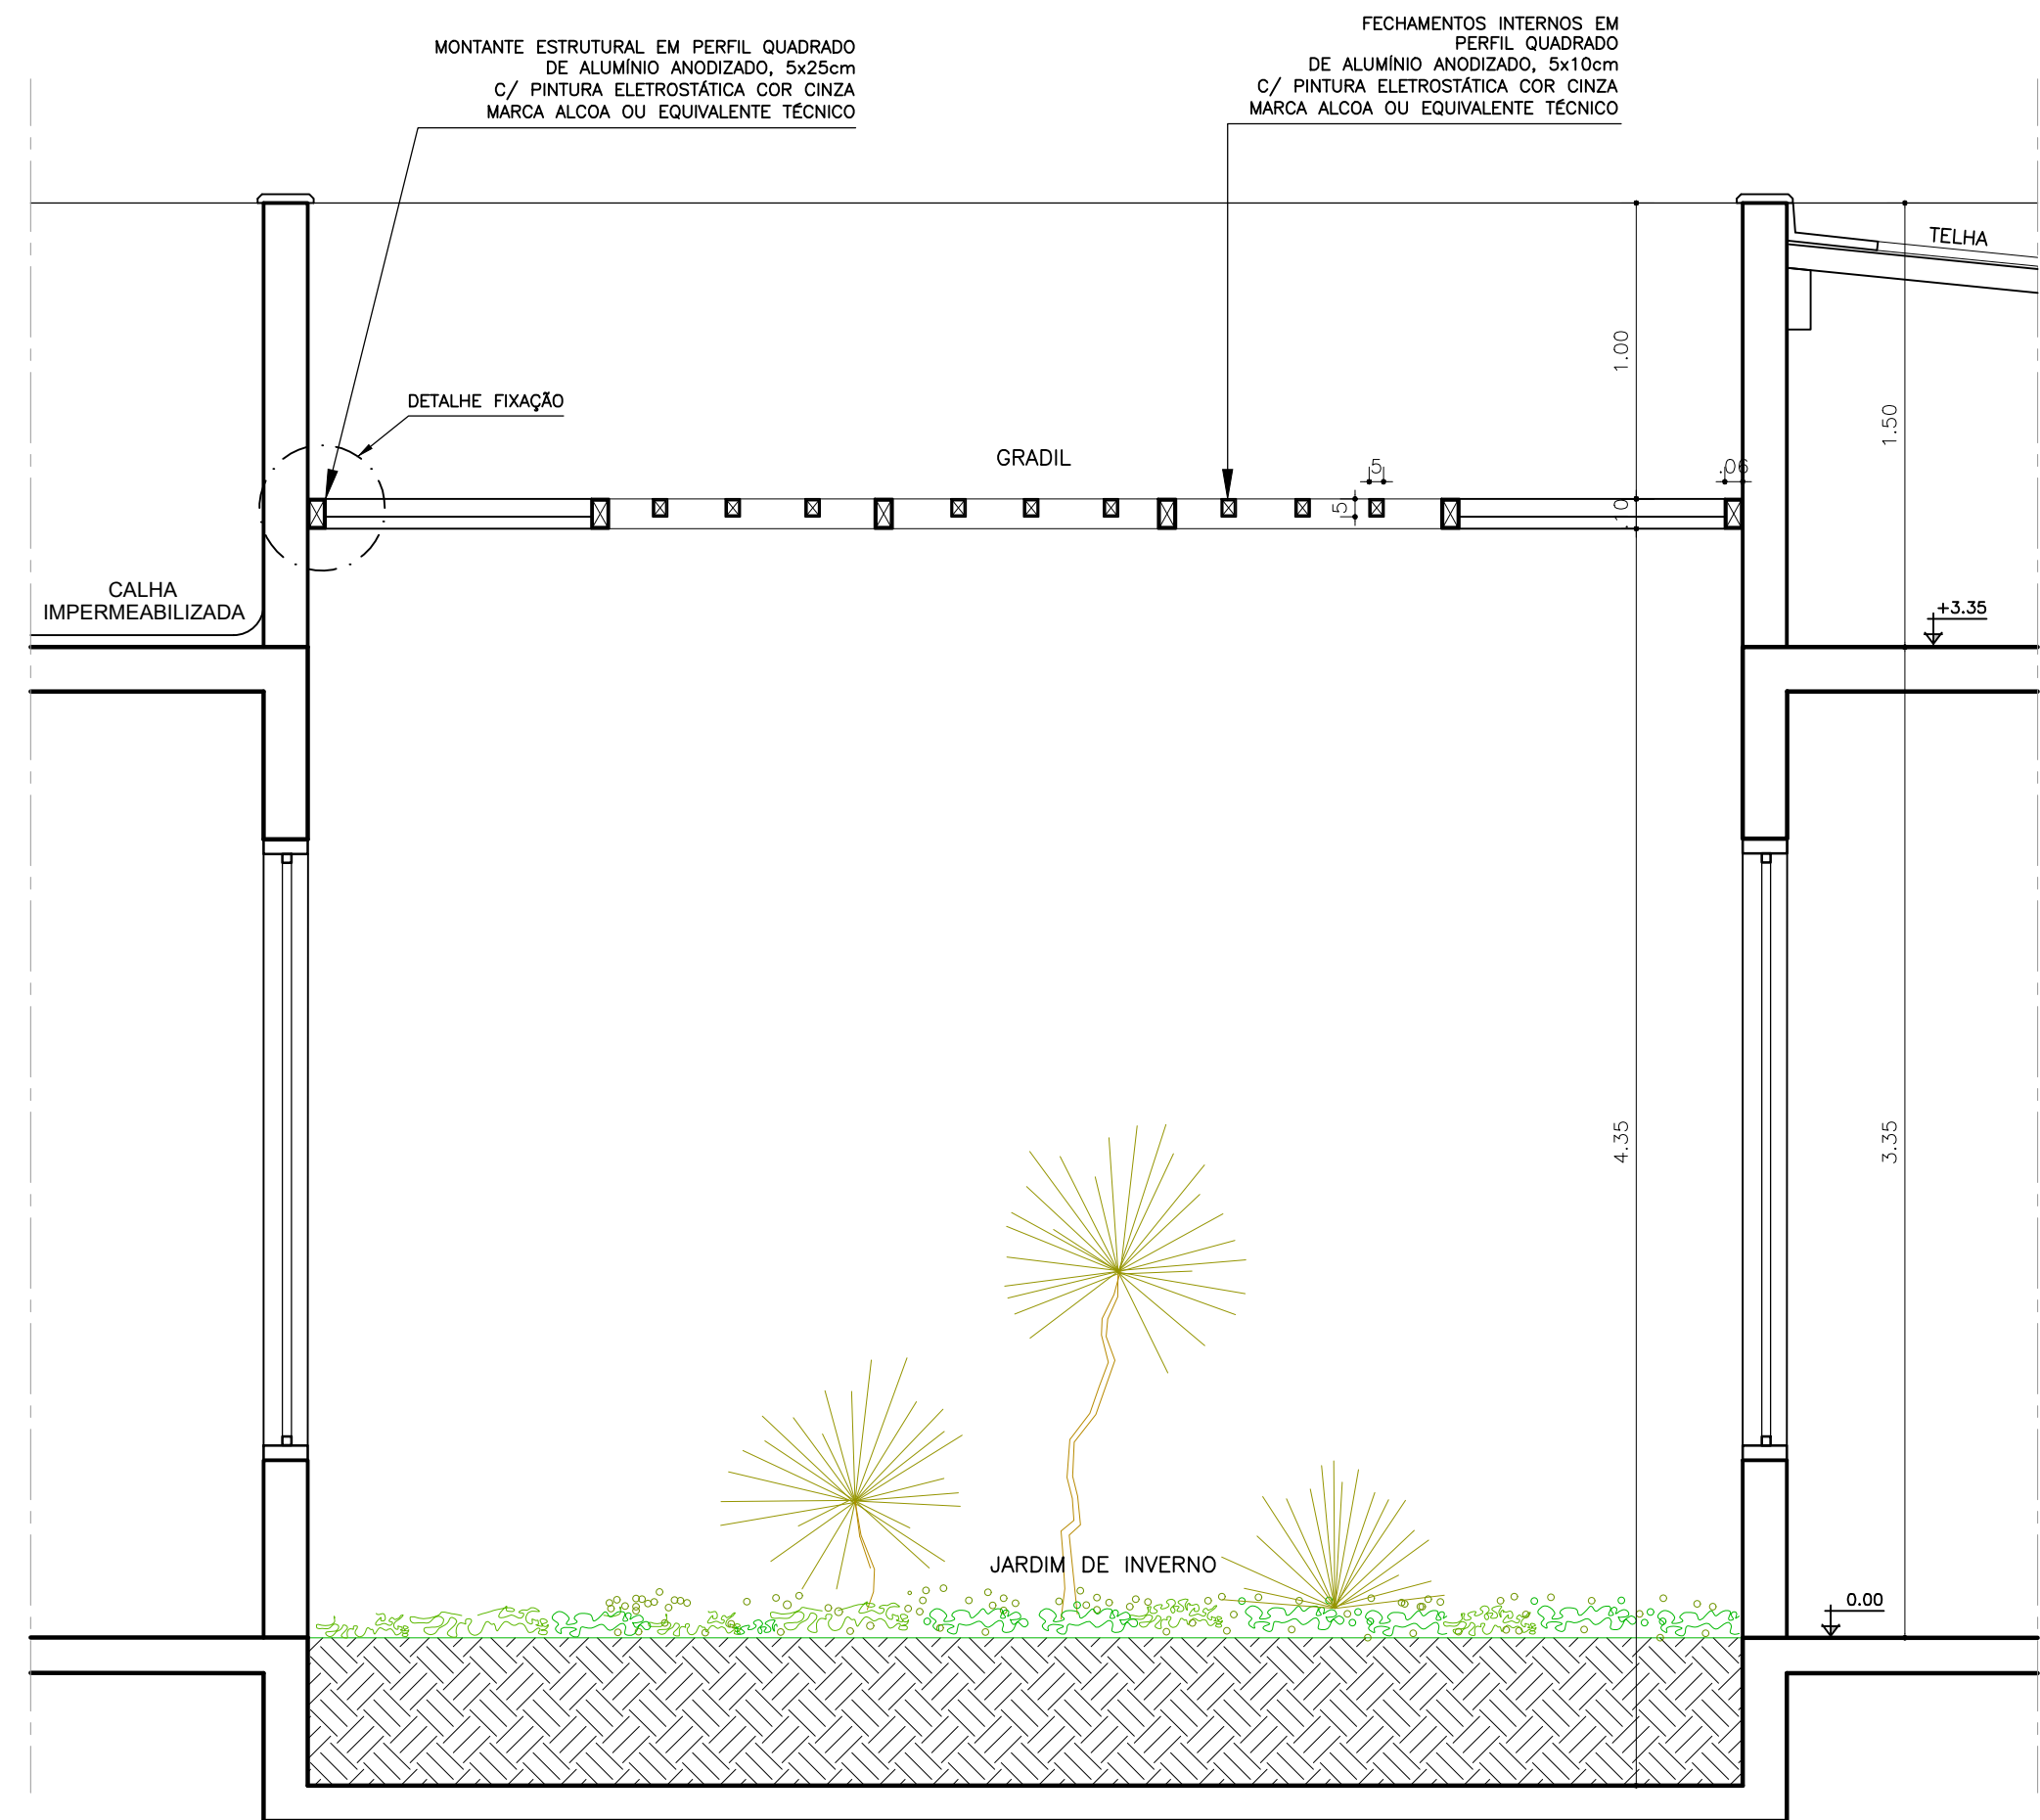 MONTANTE ESTRUTURAL EM PERFIL QUADRADO
DE ALUMÍNIO ANODIZADO, 5x25cm
C/ PINTURA ELETROSTÁTICA COR CINZA
MARCA ALCOA OU EQUIVALENTE TÉCNICO
FECHAMENTOS INTERNOS EM
PERFIL QUADRADO
DE ALUMÍNIO ANODIZADO, 5x10cm
C/ PINTURA ELETROSTÁTICA COR CINZA
MARCA ALCOA OU EQUIVALENTE TÉCNICO
TELHA
1.00
DETALHE FIXAÇÃO
1.50
GRADIL
5
.06
5
.10
CALHA
IMPERMEABILIZADA
+3.35
4.35
3.35
JARDIM DE INVERNO
0.00